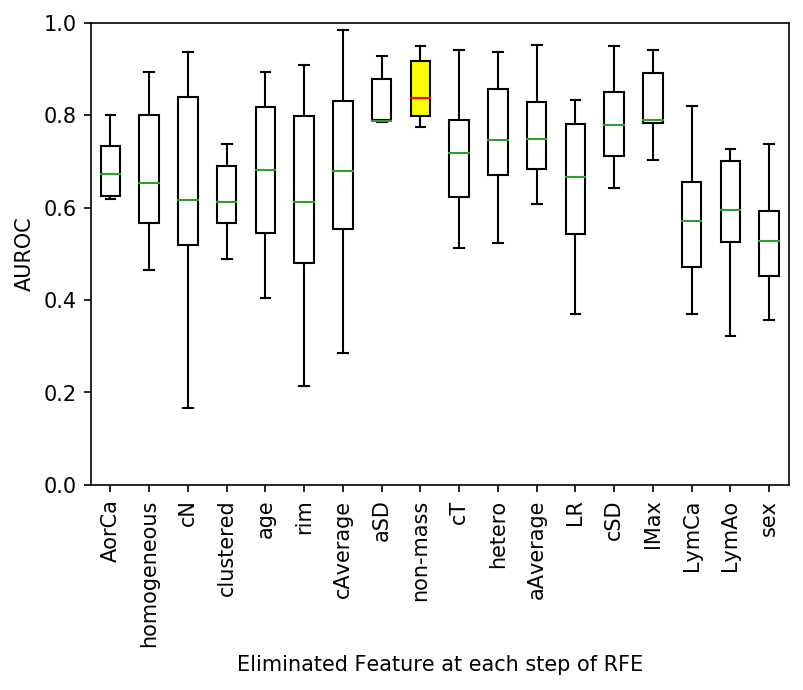 1.0
0.8
0.6
0.4
0.2
0.0
AUROC
AorCa
homogeneous
cN
clustered
age
rim
cAverage
aSD
non-mass
cT
hetero
aAverage
LR
cSD
lMax
LymCa
LymAo
sex
Eliminated Feature at each step of RFE